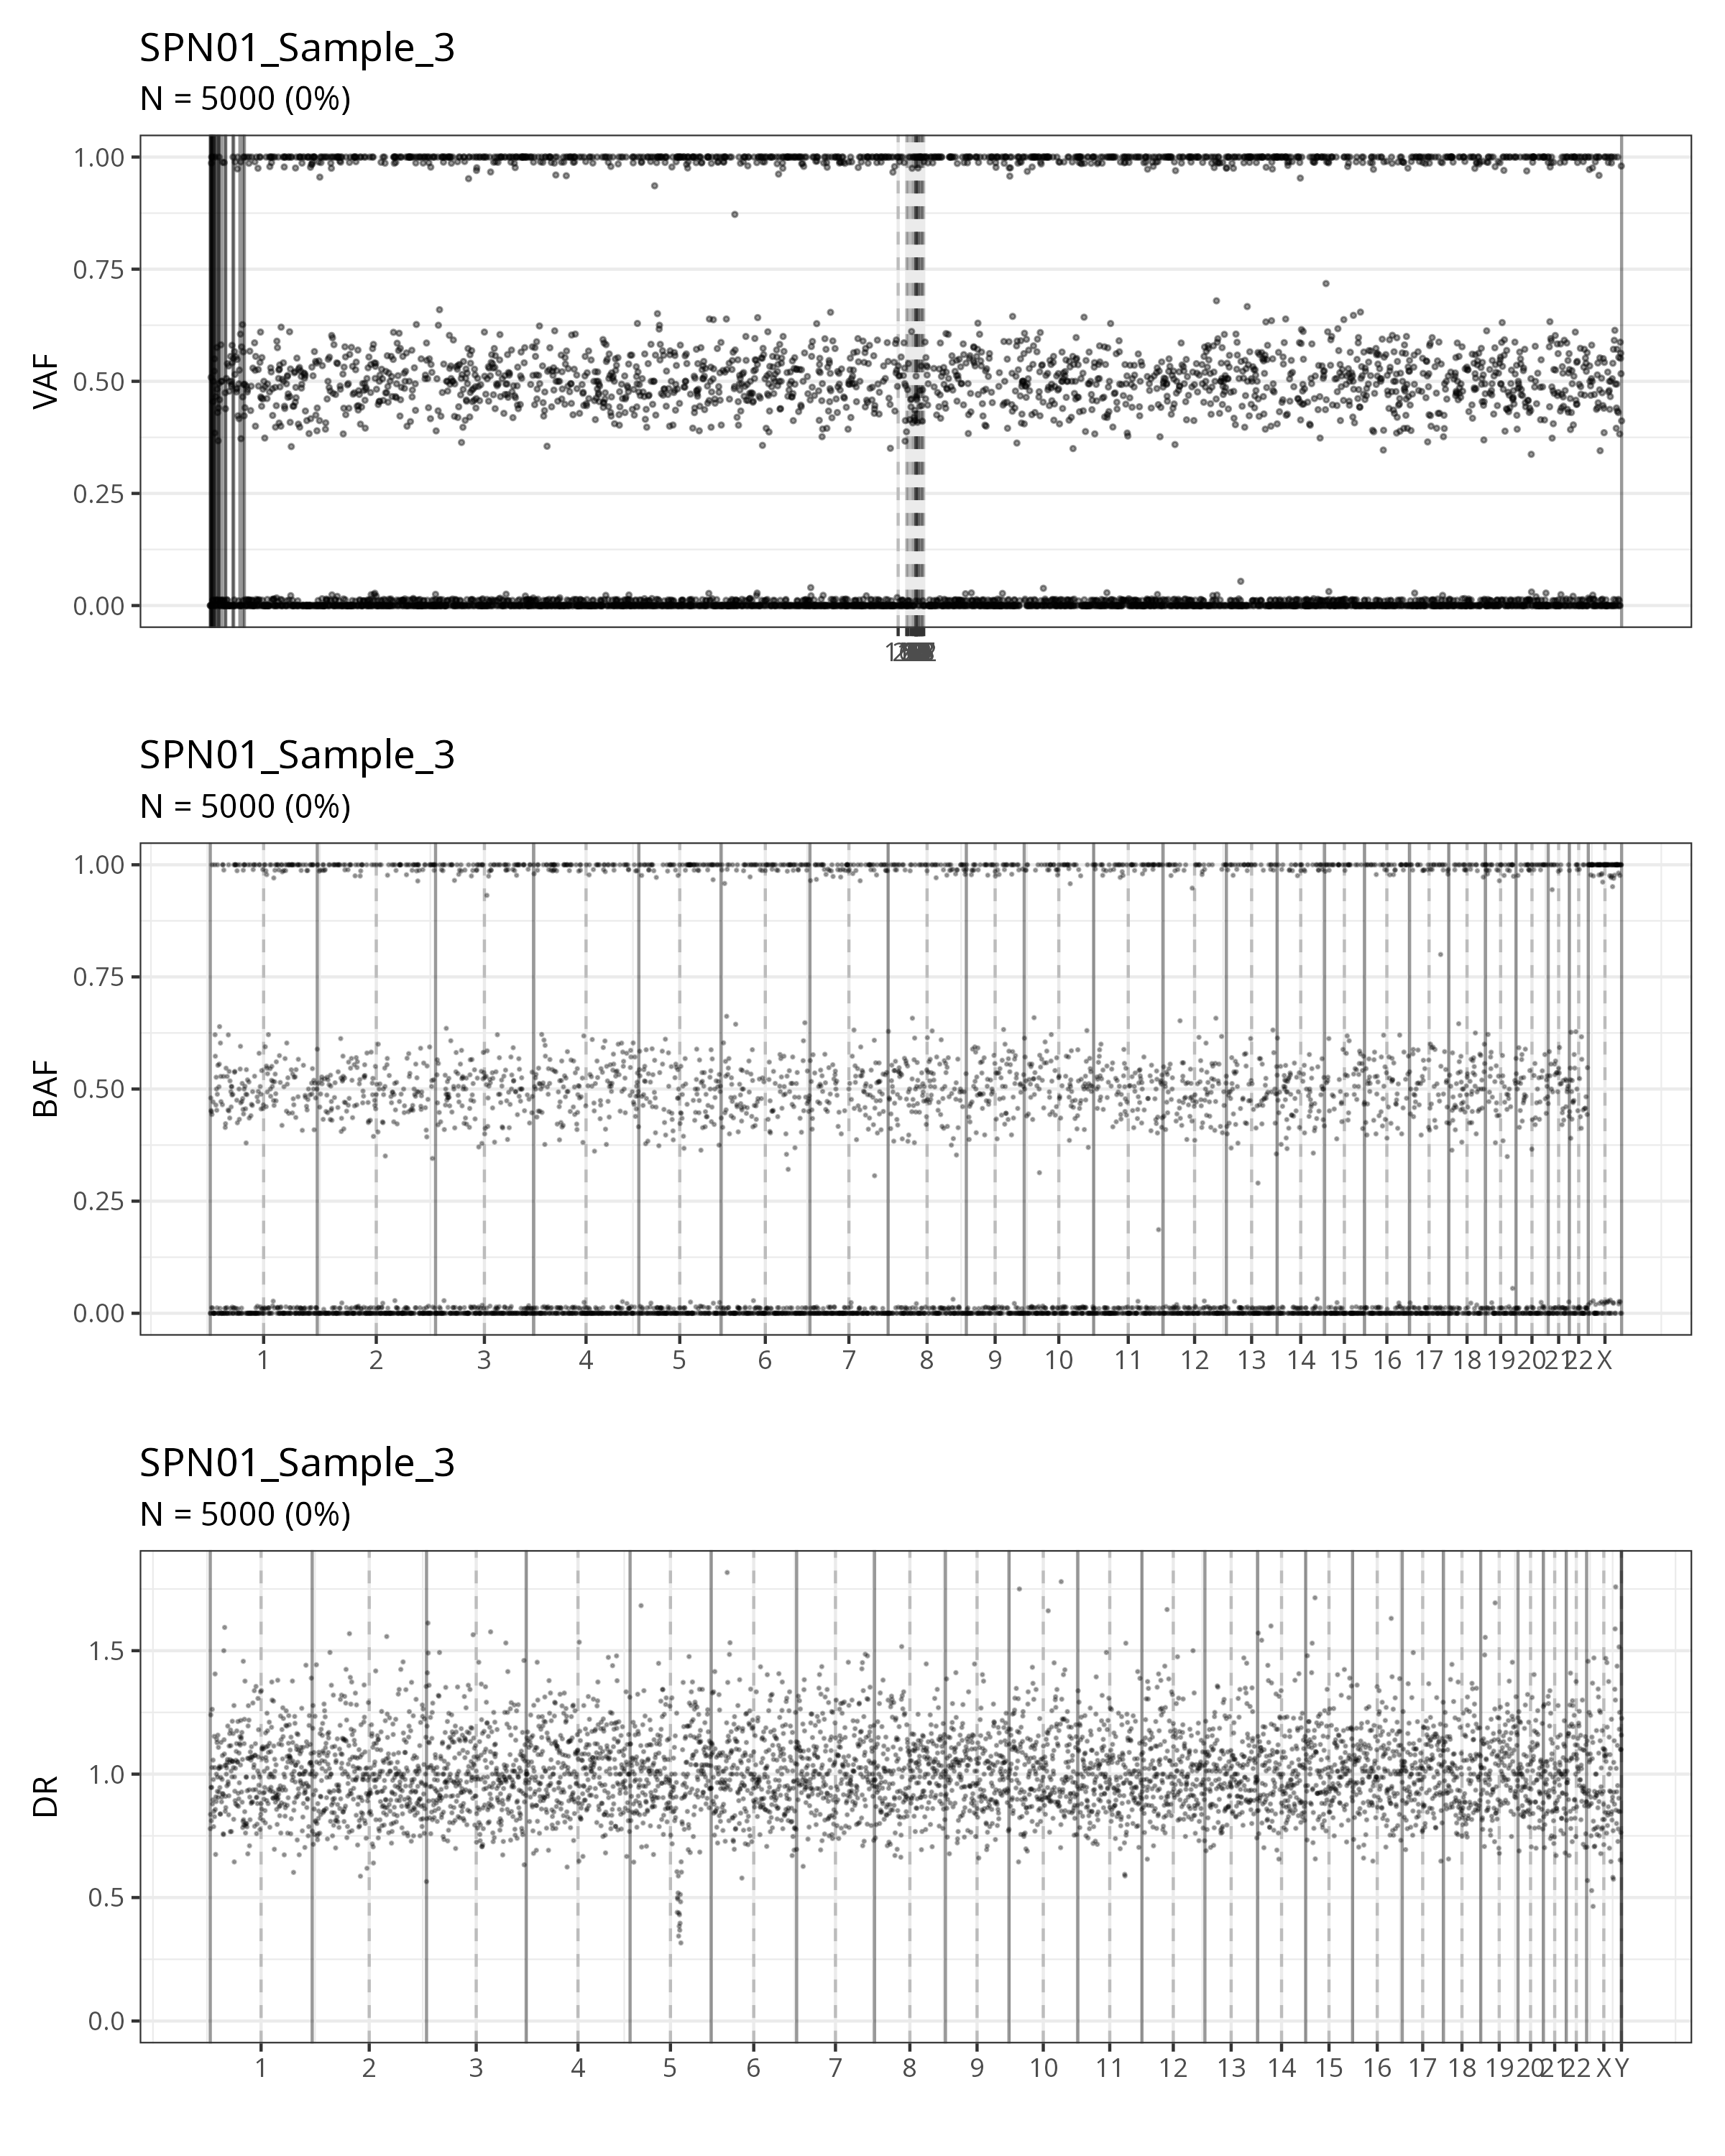 SPN01_Sample_3
N = 5000 (0%)
1.00
0.75
0.50
0.25
0.00
VAF
SPN01_Sample_3
N = 5000 (0%)
1.00
0.75
0.50
0.25
0.00
BAF
1 2 3 4 5 6 7 8 9 10 11 12 13 14 15 16 17 18 19 20 21 22 X
SPN01_Sample_3
N = 5000 (0%)
1.5
1.0
0.5
0.0
DR
1 2 3 4 5 6 7 8 9 10 11 12 13 14 15 16 17 18 19 20 21 22 X Y